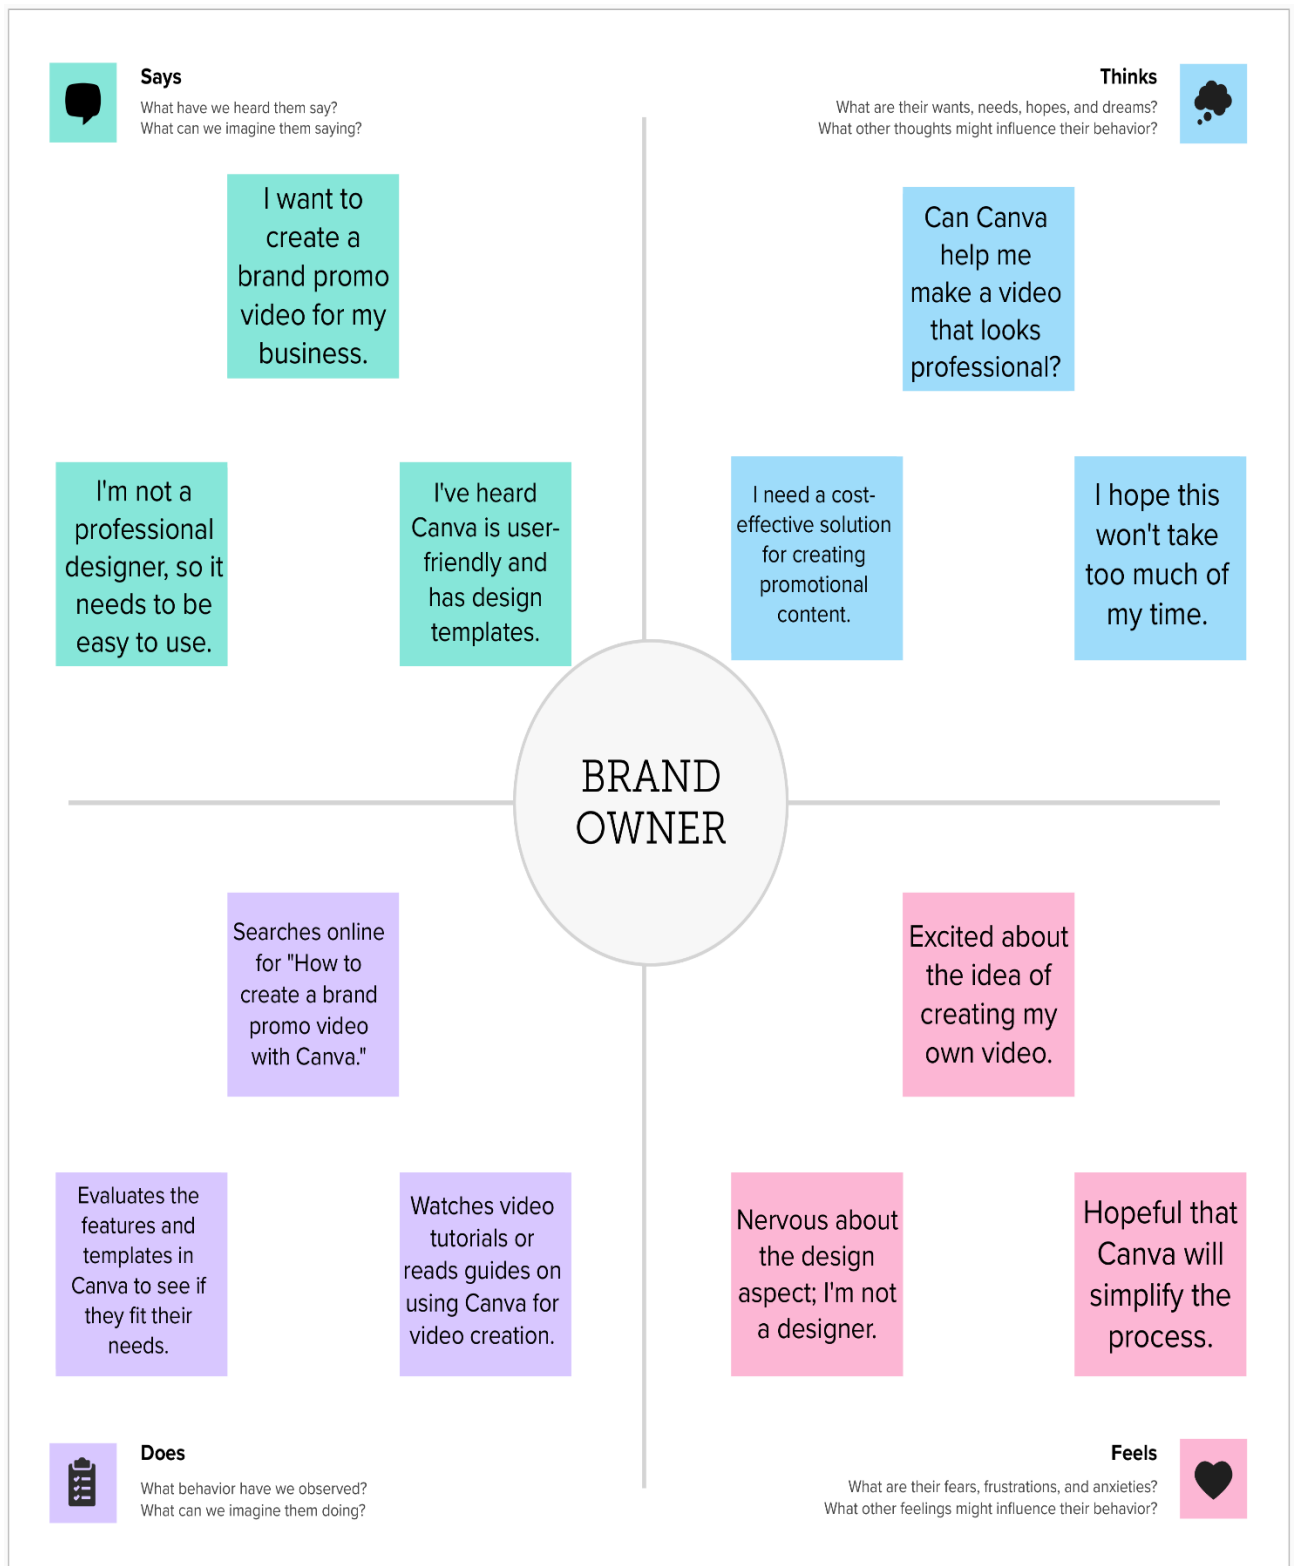 Says
What have we heard them say?
What can we imagine them saying?
Thinks
What are their wants, needs, hopes, and dreams?
What other thoughts might influence their behavior?
I want to
create a
brand promo
video for my
business.
Can Canva
help me
make a video
that looks
professional?
I'm not a
professional
designer, so it
needs to be
easy to use.
I've heard
Canva is user-
friendly and
has design
templates.
I need a cost-
effective solution
for creating
promotional
content.
I hope this
won't take
too much of
my time.
BRAND
OWNER
Searches online
for "How to
create a brand
promo video
with Canva."
Excited about
the idea of
creating my
own video.
Evaluates the
features and
templates in
Canva to see if
they fit their
needs.
Watches video
tutorials or
reads guides on
using Canva for
video creation.
Nervous about
the design
aspect; I'm not
a designer.
Hopeful that
Canva will
simplify the
process.
Does
What behavior have we observed?
What can we imagine them doing?
Feels
What are their fears, frustrations, and anxieties?
What other feelings might influence their behavior?